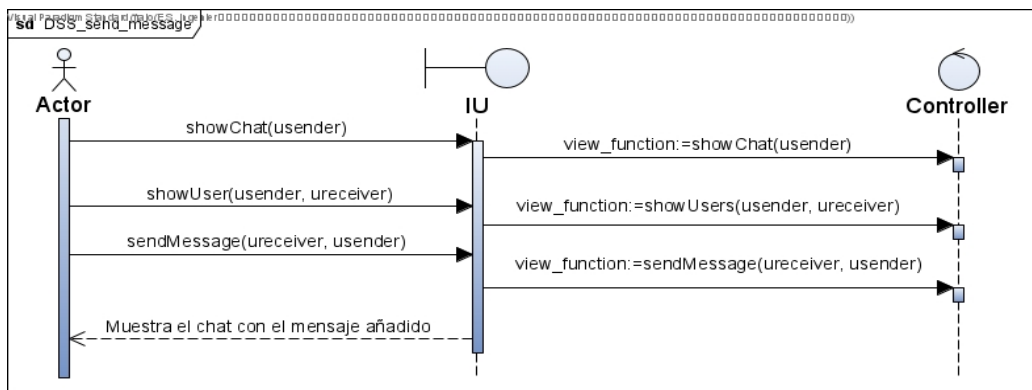 sd DSS_send_message
Actor
IU
Controller
showChat(usender)
view_function:=showChat(usender)
showUser(usender, ureceiver)
view_function:=showUsers(usender, ureceiver)
sendMessage(ureceiver, usender)
view_function:=sendMessage(ureceiver, usender)
Muestra el chat con el mensaje añadido